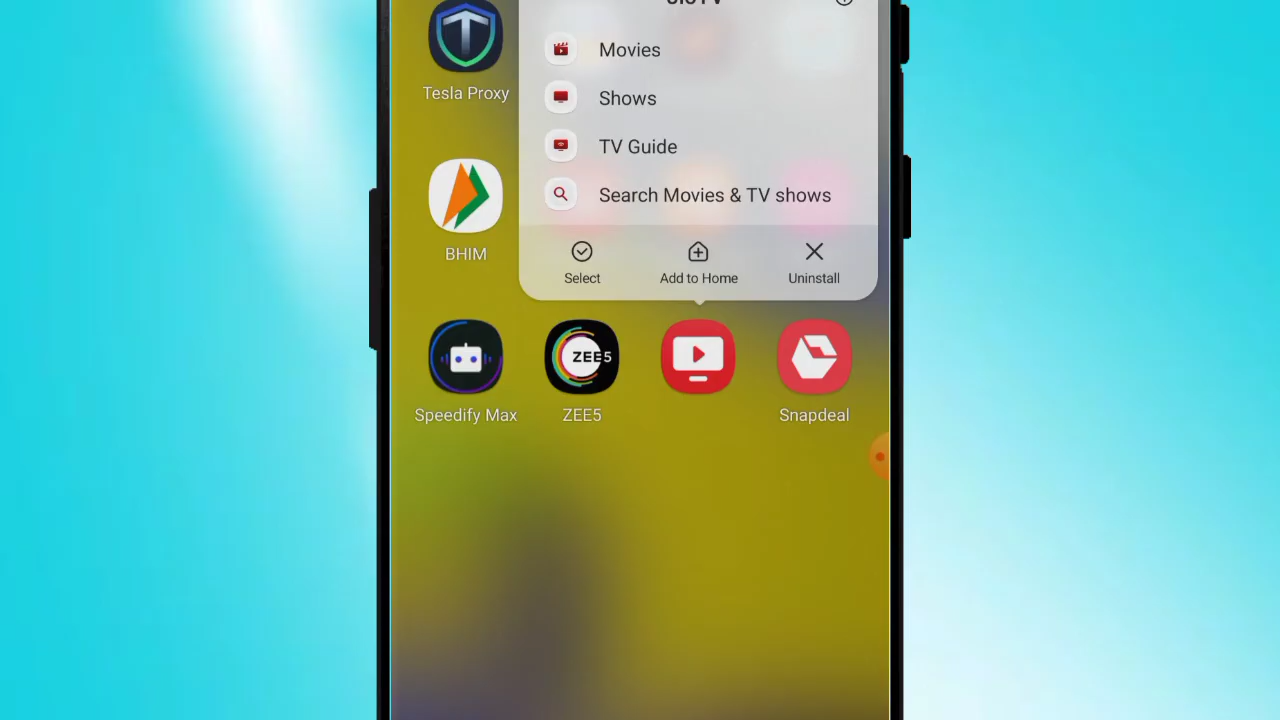 Tesla Proxy
Movies
Shows
TV Guide
Search Movies & TV shows
BHIM
Select
Add to Home
Uninstall
ZEE5
Speedify Max
ZEE5
Snapdeal